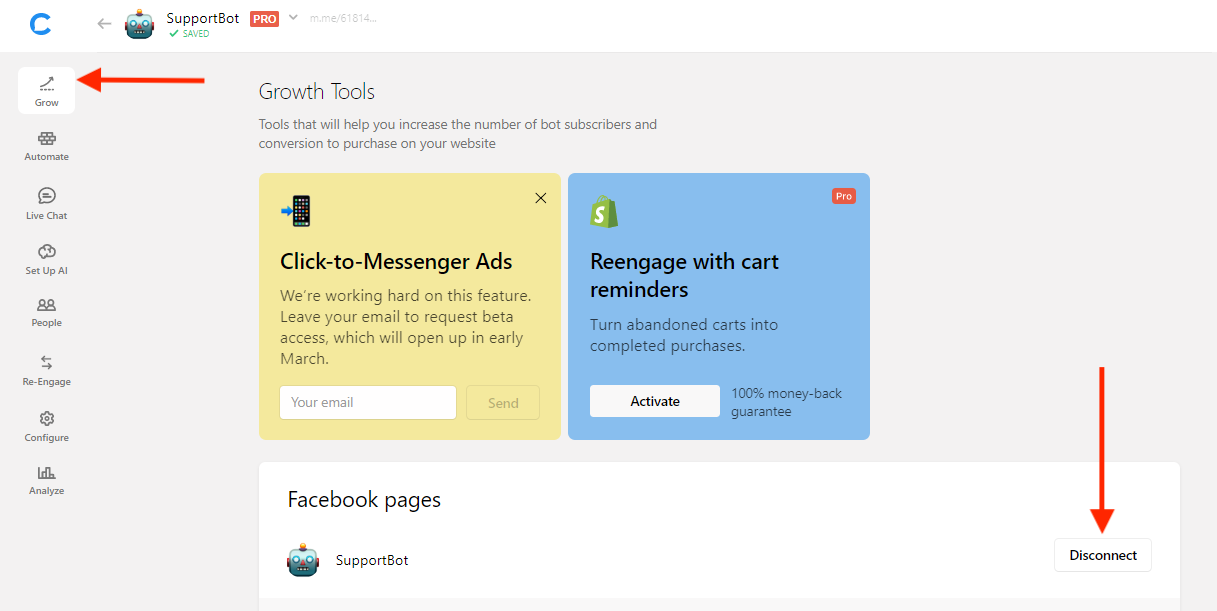 SupportBot PRO m.me/61814...
SAVED
Grow
Automate
Live Chat
Set Up AI
People
Re-Engage
Configure
Analyze
Growth Tools
Tools that will help you increase the number of bot subscribers and
conversion to purchase on your website
Click-to-Messenger Ads
We're working hard on this feature.
Leave your email to request beta
access, which will open up in early
March.
Your email
Send
Pro
Reengage with cart
reminders
Turn abandoned carts into
completed purchases.
Activate
100% money-back
guarantee
Facebook pages
SupportBot
Disconnect